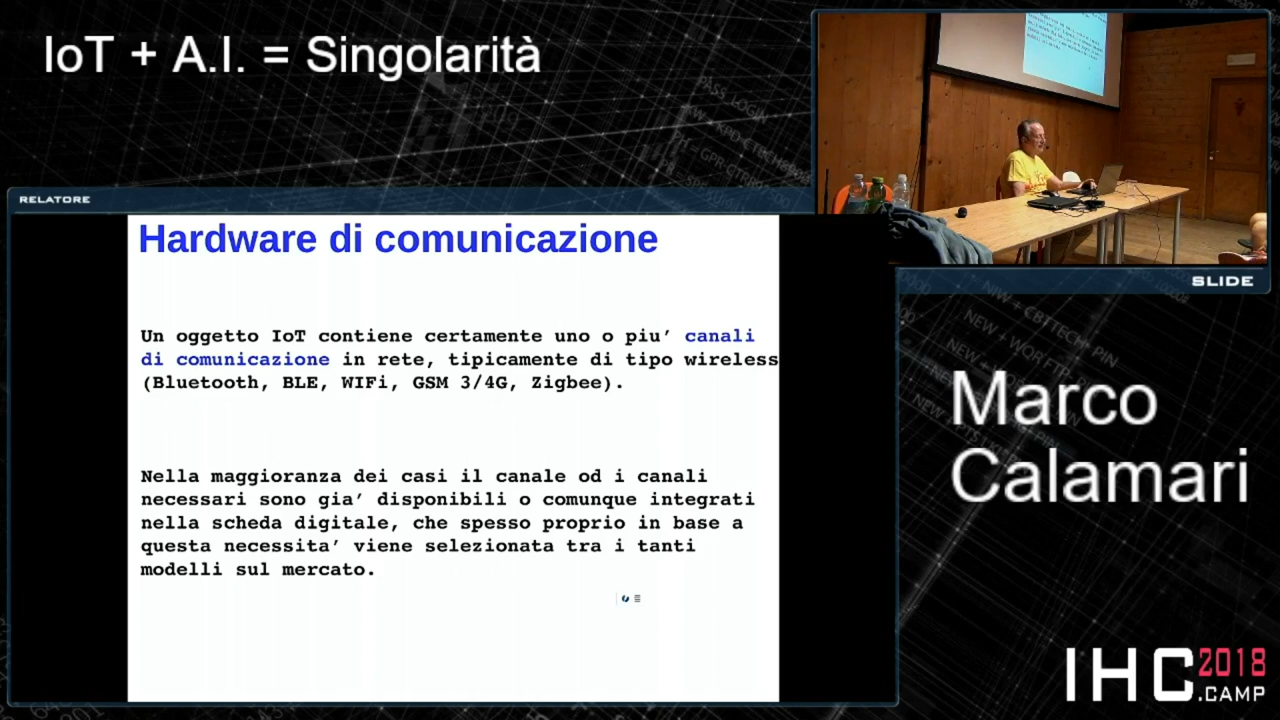 IoT + A.I. = Singolarità
RELATORE
Hardware di comunicazione
Un oggetto IoT contiene certamente uno o piu’ canali
di comunicazione in rete, tipicamente di tipo wireless
(Bluetooth, BLE, WIFi, GSM 3/4G, Zigbee).
Nella maggioranza dei casi il canale od i canali
necessari sono gia’ disponibili o comunque integrati
nella scheda digitale, che spesso proprio in base a
questa necessita’ viene selezionata tra i tanti
modelli sul mercato.
SLIDE
Marco
Calamari
IHC 2018
.CAMP